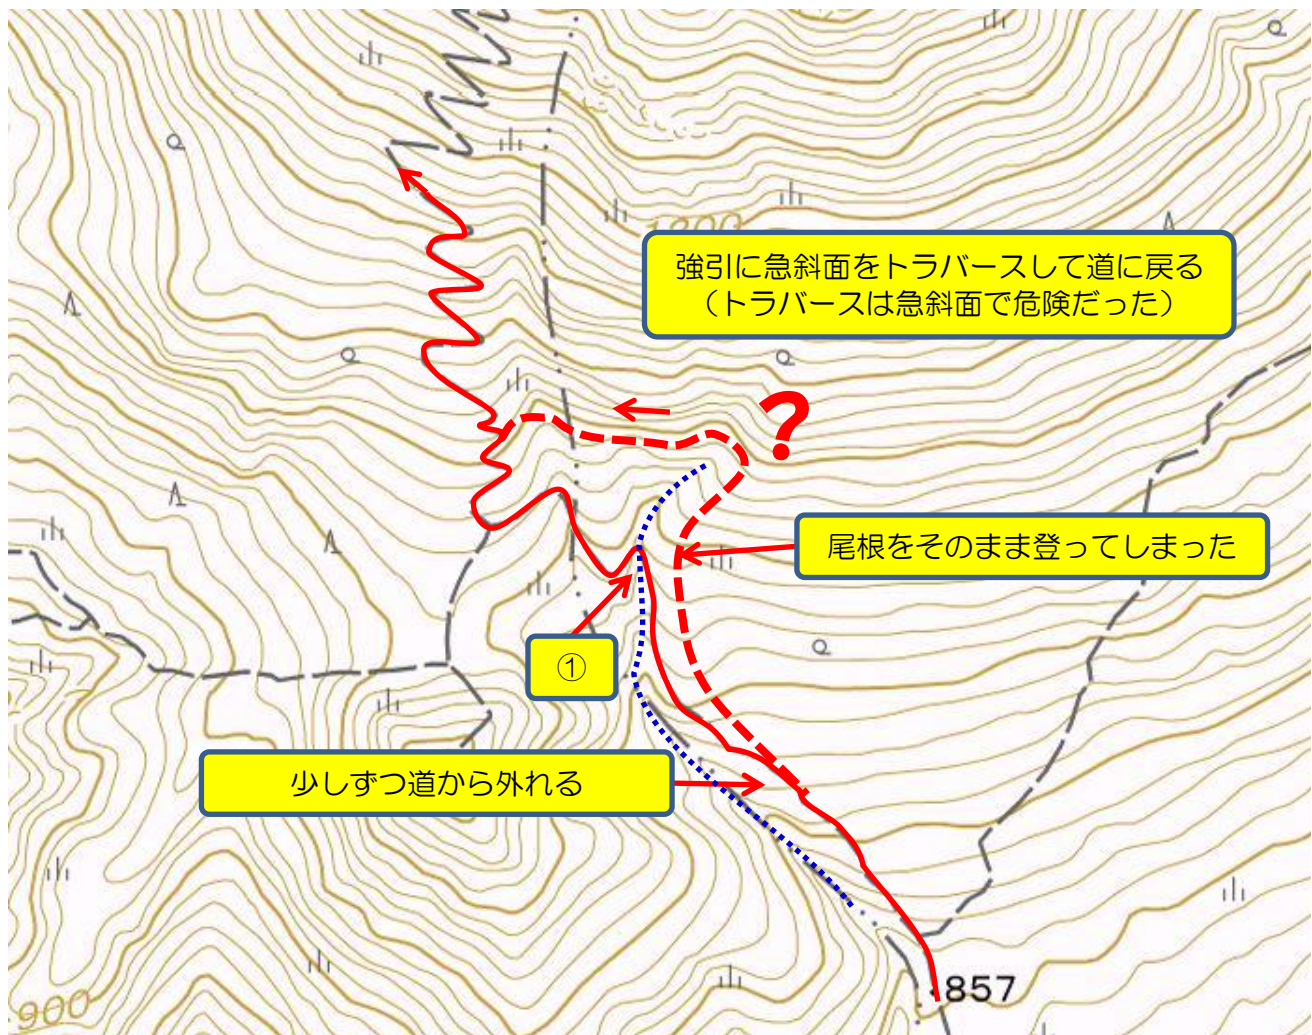 1200
強引に急斜面をトラバースして道に戻る
（トラバースは急斜面で危険だった）
?
尾根をそのまま登ってしまった
①
少しずつ道から外れる
857
900